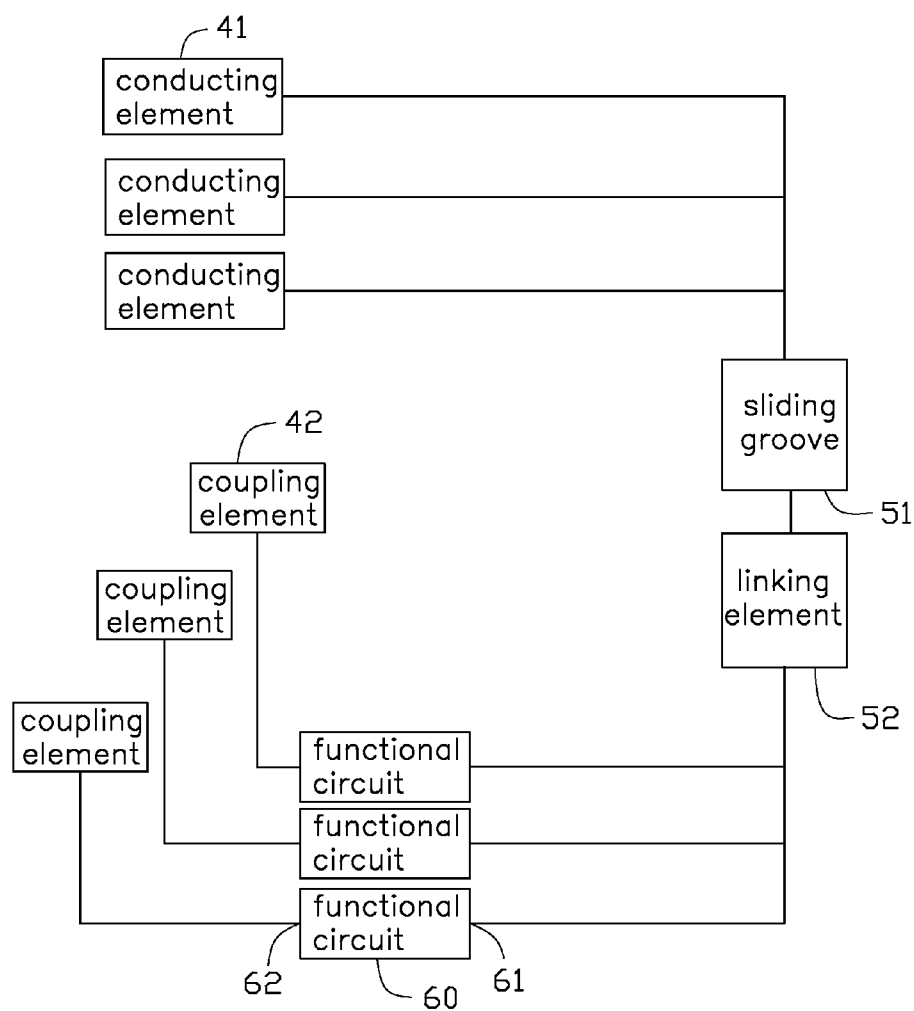 41
conducting
element
conducting
element
conducting
element
sliding
groove
51
42
coupling
element
linking
element
52
coupling
element
coupling
element
functional
circuit
functional
circuit
functional
circuit
62
60
61